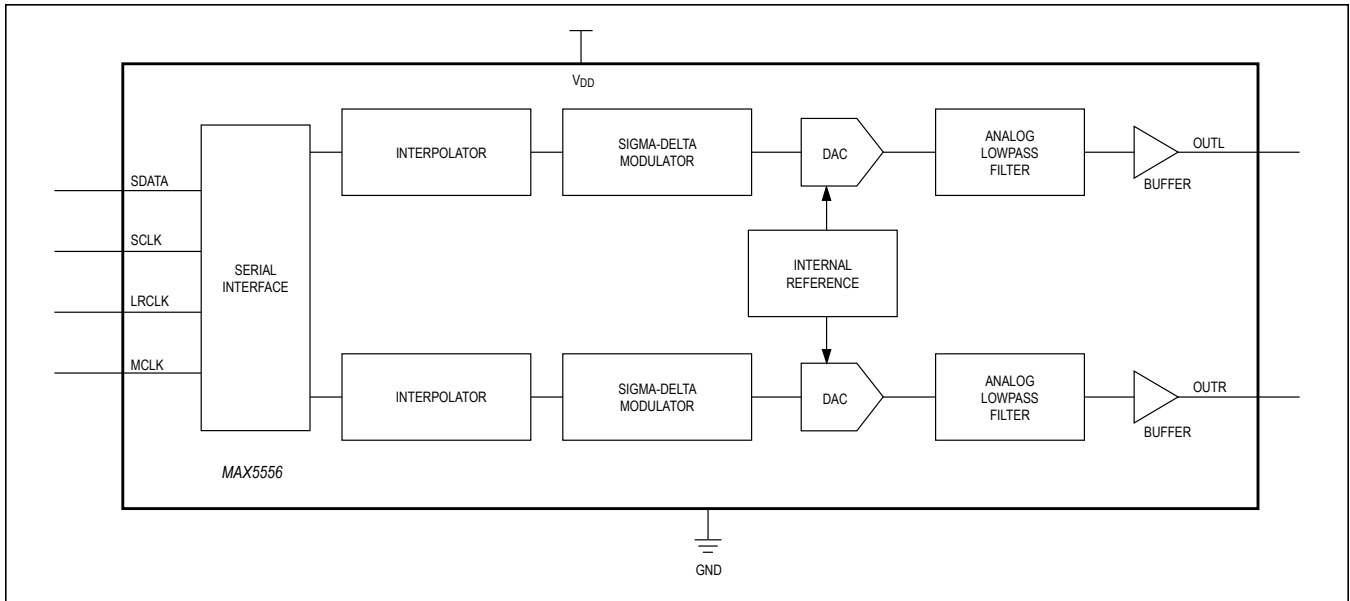 VDD
INTERPOLATOR
SIGMA-DELTA
MODULATOR
DAC
ANALOG
LOWPASS
FILTER
BUFFER
OUTL
SDATA
SCLK
LRCLK
MCLK
SERIAL
INTERFACE
INTERNAL
REFERENCE
INTERPOLATOR
SIGMA-DELTA
MODULATOR
DAC
ANALOG
LOWPASS
FILTER
BUFFER
OUTR
MAX5556
GND